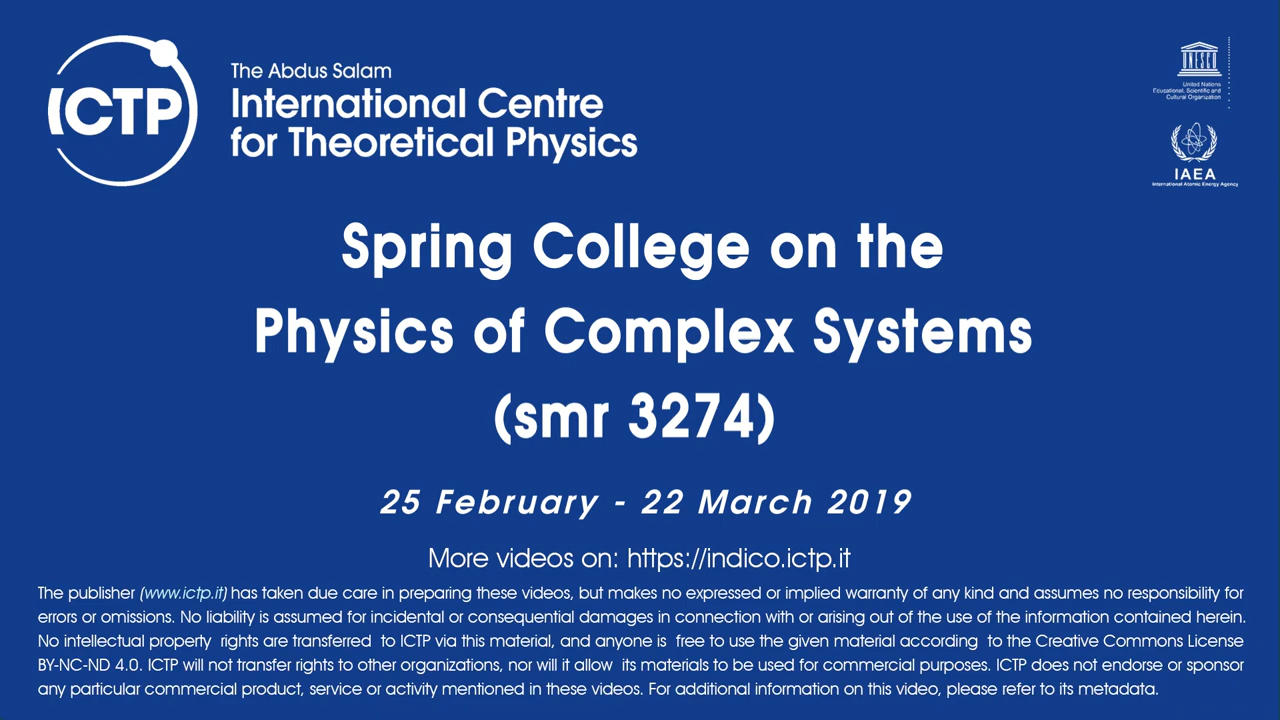 ICTP
The Abdus Salam
International Centre
for Theoretical Physics
UNESCO
United Nations
Educational, Scientific and
Cultural Organization
IAEA
International Atomic Energy Agency
Spring College on the
Physics of Complex Systems
(smr 3274)
25 February - 22 March 2019
More videos on: https://indico.ictp.it
The publisher (www.ictp.it) has taken due care in preparing these videos, but makes no expressed or implied warranty of any kind and assumes no responsibility for
errors or omissions. No liability is assumed for incidental or consequential damages in connection with or arising out of the use of the information contained herein.
No intellectual property rights are transferred to ICTP via this material, and anyone is free to use the given material according to the Creative Commons License
BY-NC-ND 4.0. ICTP will not transfer rights to other organizations, nor will it allow its materials to be used for commercial purposes. ICTP does not endorse or sponsor
any particular commercial product, service or activity mentioned in these videos. For additional information on this video, please refer to its metadata.